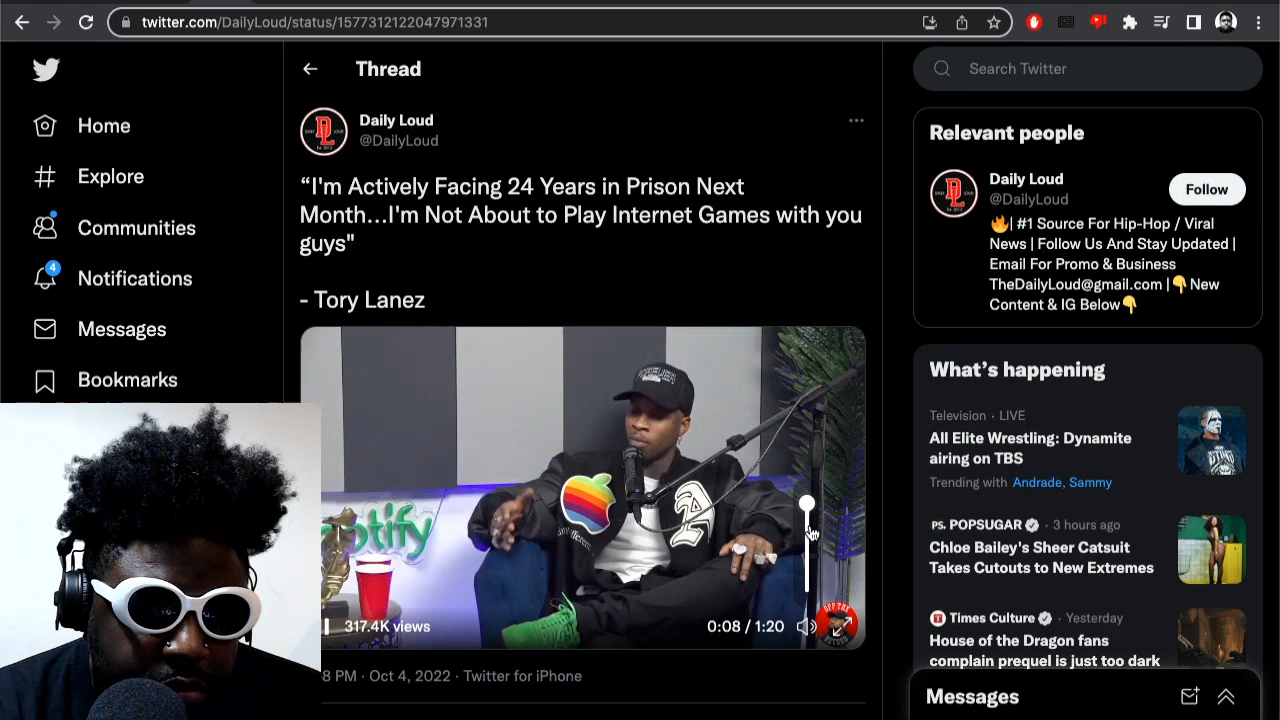 twitter.com/DailyLoud/status/1577312122047971331
Thread
Search Twitter
Home
Explore
Communities
4
Notifications
Messages
Bookmarks
Daily Loud
@DailyLoud
“I'm Actively Facing 24 Years in Prison Next
Month...I'm Not About to Play Internet Games with you
guys"
- Tory Lanez
317.4K views
0:08 / 1:20
OFF THE
RECORD
8 PM · Oct 4, 2022 · Twitter for iPhone
Relevant people
Daily Loud
@DailyLoud
Follow
🔥| #1 Source For Hip-Hop / Viral
News | Follow Us And Stay Updated |
Email For Promo & Business
TheDailyLoud@gmail.com |👇New
Content & IG Below👇
What’s happening
Television · LIVE
All Elite Wrestling: Dynamite
airing on TBS
Trending with Andrade, Sammy
PS. POPSUGAR · 3 hours ago
Chloe Bailey's Sheer Catsuit
Takes Cutouts to New Extremes
Times Culture · Yesterday
House of the Dragon fans
complain prequel is just too dark
Messages